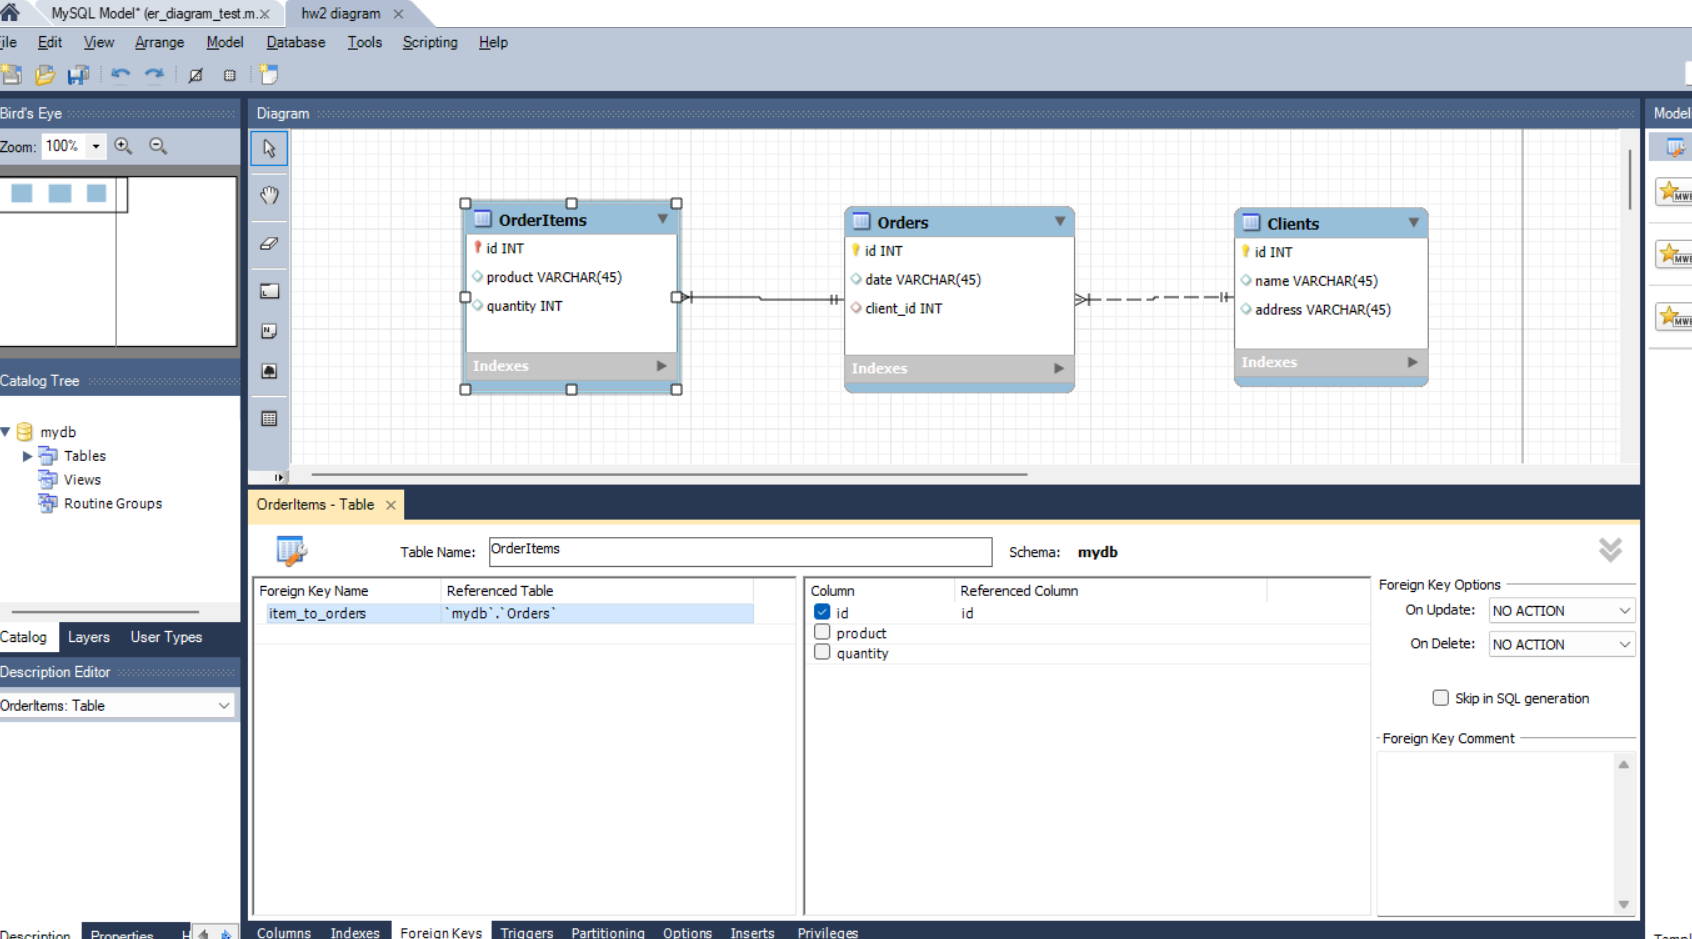 MySQL Model* (er_diagram_test.m.
hw2 diagram
ile Edit View Arrange Model Database Tools Scripting Help
Bird's Eye
Zoom: 100%
Diagram
Model
OrderItems
id INT
product VARCHAR(45)
quantity INT
Indexes
Orders
id INT
date VARCHAR(45)
client_id INT
Indexes
Clients
id INT
name VARCHAR(45)
address VARCHAR(45)
Indexes
MWB
MWB
MWB
Catalog Tree
mydb
Tables
Views
Routine Groups
Catalog Layers User Types
Description Editor
OrderItems: Table
Description Properties H
OrderItems - Table
Table Name: OrderItems
Schema: mydb
Foreign Key Name Referenced Table
item_to_orders `mydb`.`Orders`
Column Referenced Column
id id
product
quantity
Foreign Key Options
On Update: NO ACTION
On Delete: NO ACTION
Skip in SQL generation
Foreign Key Comment
Columns Indexes Foreign Keys Triggers Partitioning Options Inserts Privileges